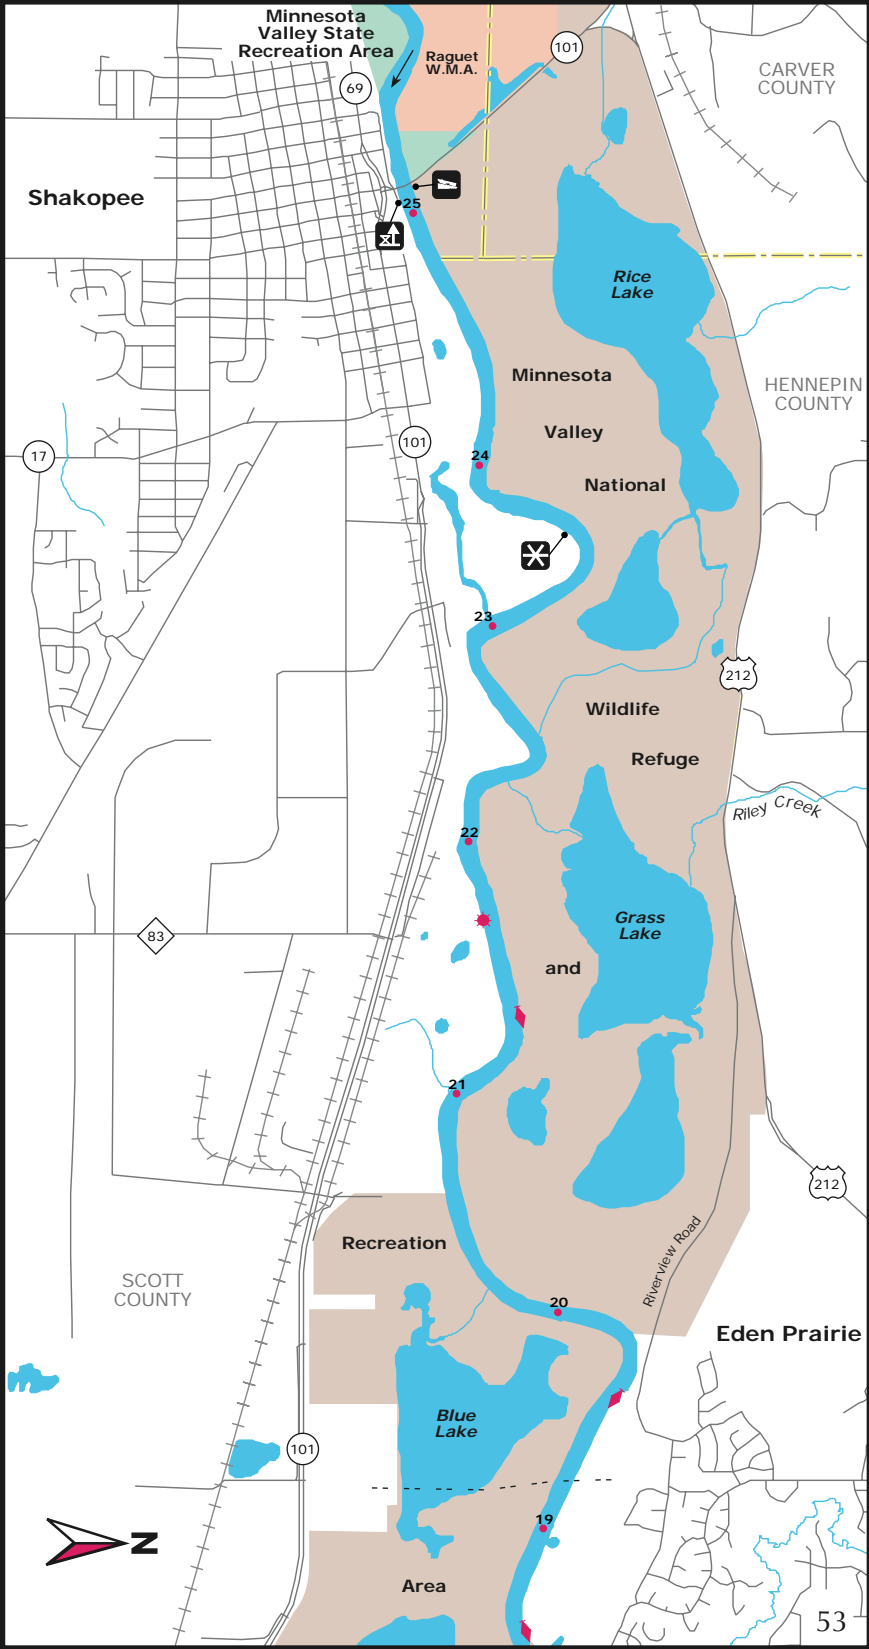 Minnesota
Valley State
Recreation Area
Raguet
W.M.A.
101
69
CARVER
COUNTY
Shakopee
25
Rice
Lake
Minnesota
HENNEPIN
COUNTY
Valley
101
17
24
National
23
212
Wildlife
Refuge
Riley Creek
22
Grass
Lake
83
and
21
212
Recreation
Riverview Road
SCOTT
COUNTY
20
Eden Prairie
Blue
Lake
101
19
N
Area
53